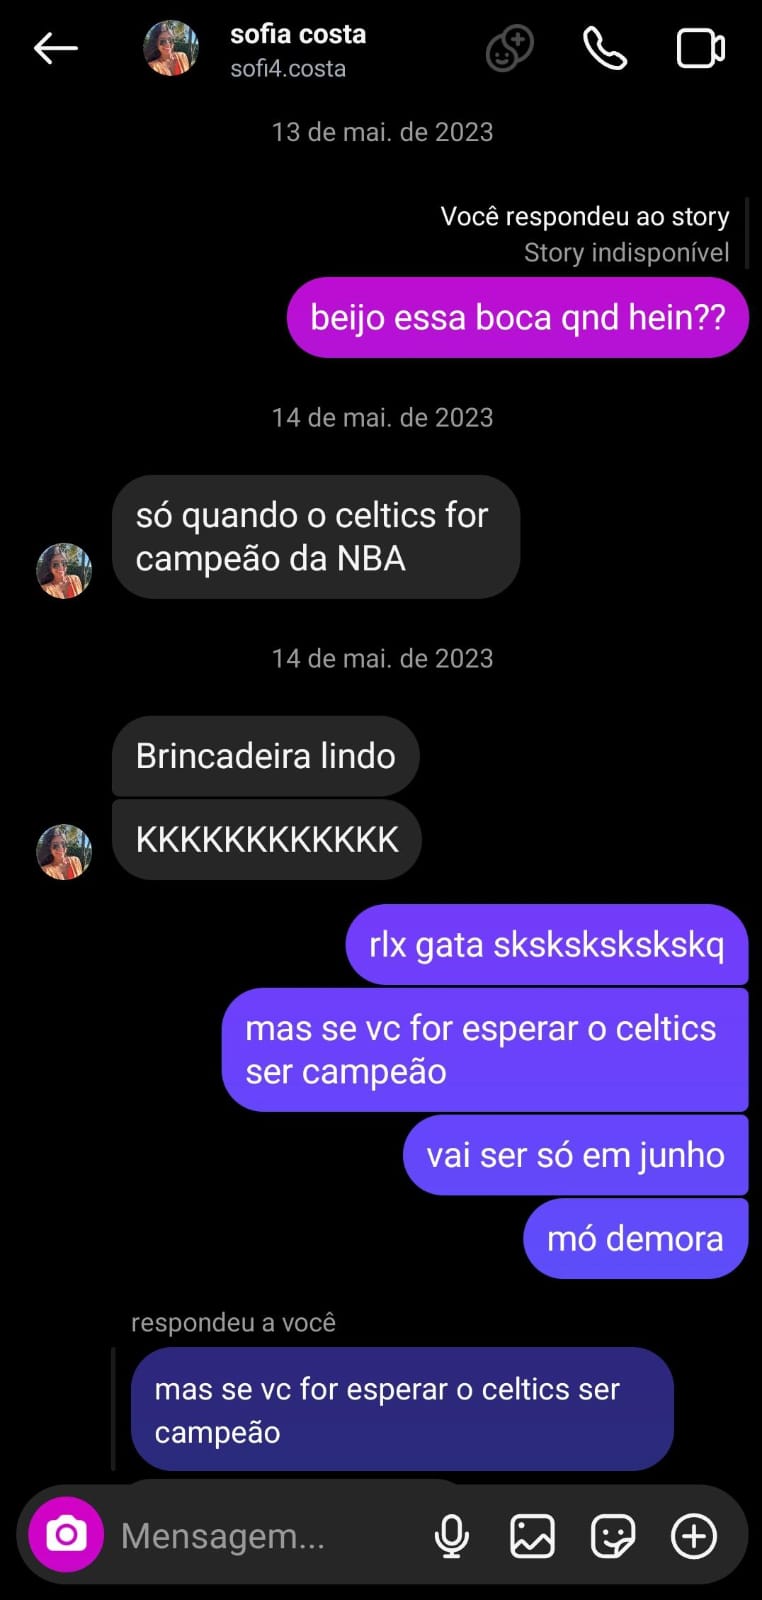 sofia costa
sofi4.costa
13 de mai. de 2023
Você respondeu ao story
Story indisponível
beijo essa boca qnd hein??
14 de mai. de 2023
só quando o celtics for
campeão da NBA
14 de mai. de 2023
Brincadeira lindo
KKKKKKKKKKKK
rlx gata skskskskskskq
mas se vc for esperar o celtics
ser campeão
vai ser só em junho
mó demora
respondeu a você
mas se vc for esperar o celtics ser
campeão
Mensagem...